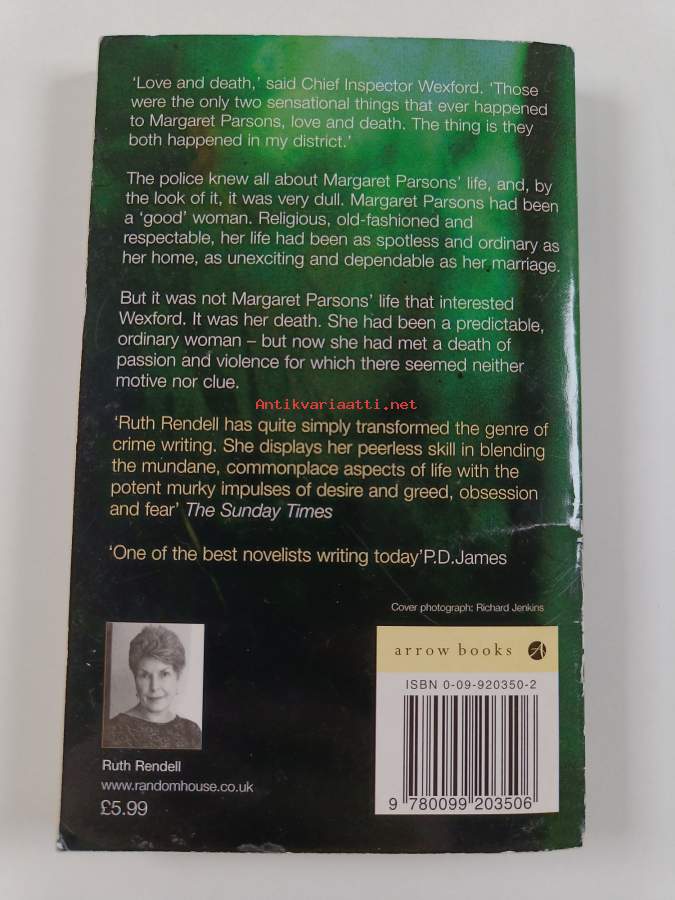 ‘Love and death,’ said Chief Inspector Wexford. ‘Those
were the only two sensational things that ever happened
to Margaret Parsons, love and death. The thing is they
both happened in my district.’
The police knew all about Margaret Parsons’ life, and, by
the look of it, it was very dull. Margaret Parsons had been
a ‘good’ woman. Religious, old-fashioned and
respectable, her life had been as spotless and ordinary as
her home, as unexciting and dependable as her marriage.
But it was not Margaret Parsons’ life that interested
Wexford. It was her death. She had been a predictable,
ordinary woman – but now she had met a death of
passion and violence for which there seemed neither
motive nor clue.
Antikvariaatti.net
‘Ruth Rendell has quite simply transformed the genre of
crime writing. She displays her peerless skill in blending
the mundane, commonplace aspects of life with the
potent murky impulses of desire and greed, obsession
and fear’ The Sunday Times
‘One of the best novelists writing today’P.D.James
Cover photograph: Richard Jenkins
arrow books
ISBN 0-09-920350-2
9 780099 203506
Ruth Rendell
www.randomhouse.co.uk
£5.99